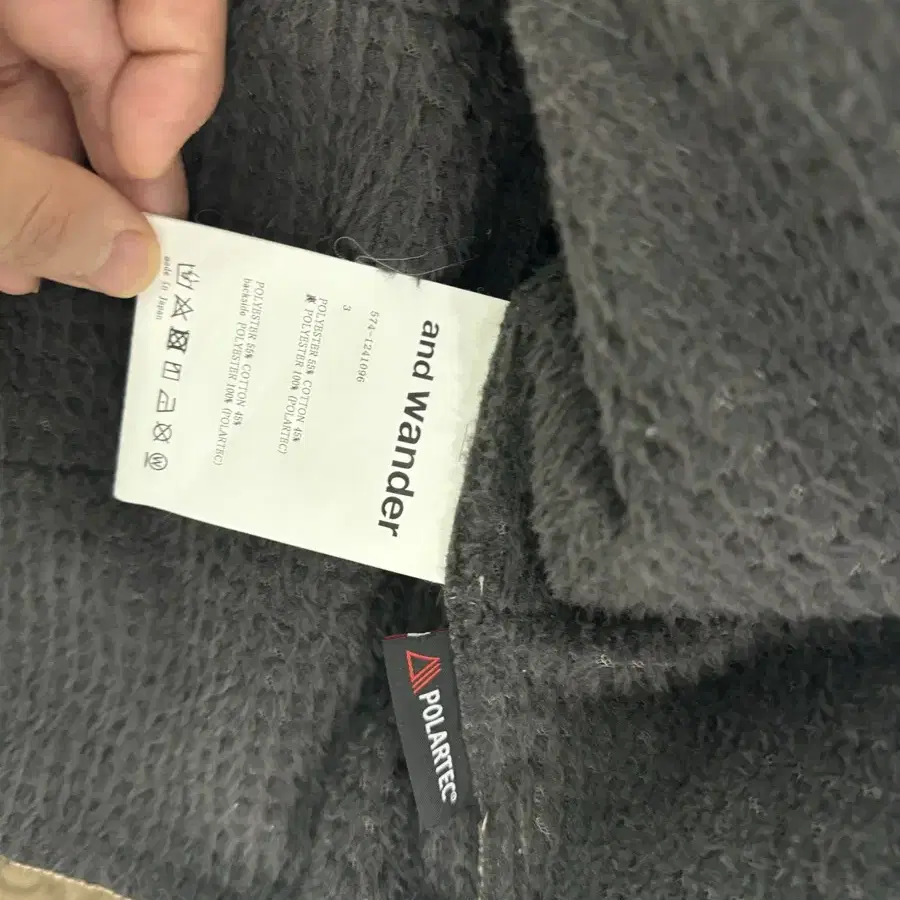 and wander
574-1241096
3
POLYESTER 55% COTTON 45%
裏 POLYESTER 100% (POLARTEC)
POLYESTER 55% COTTON 45%
backside POLYESTER 100% (POLARTEC)
W
made in Japan
POLARTEC®